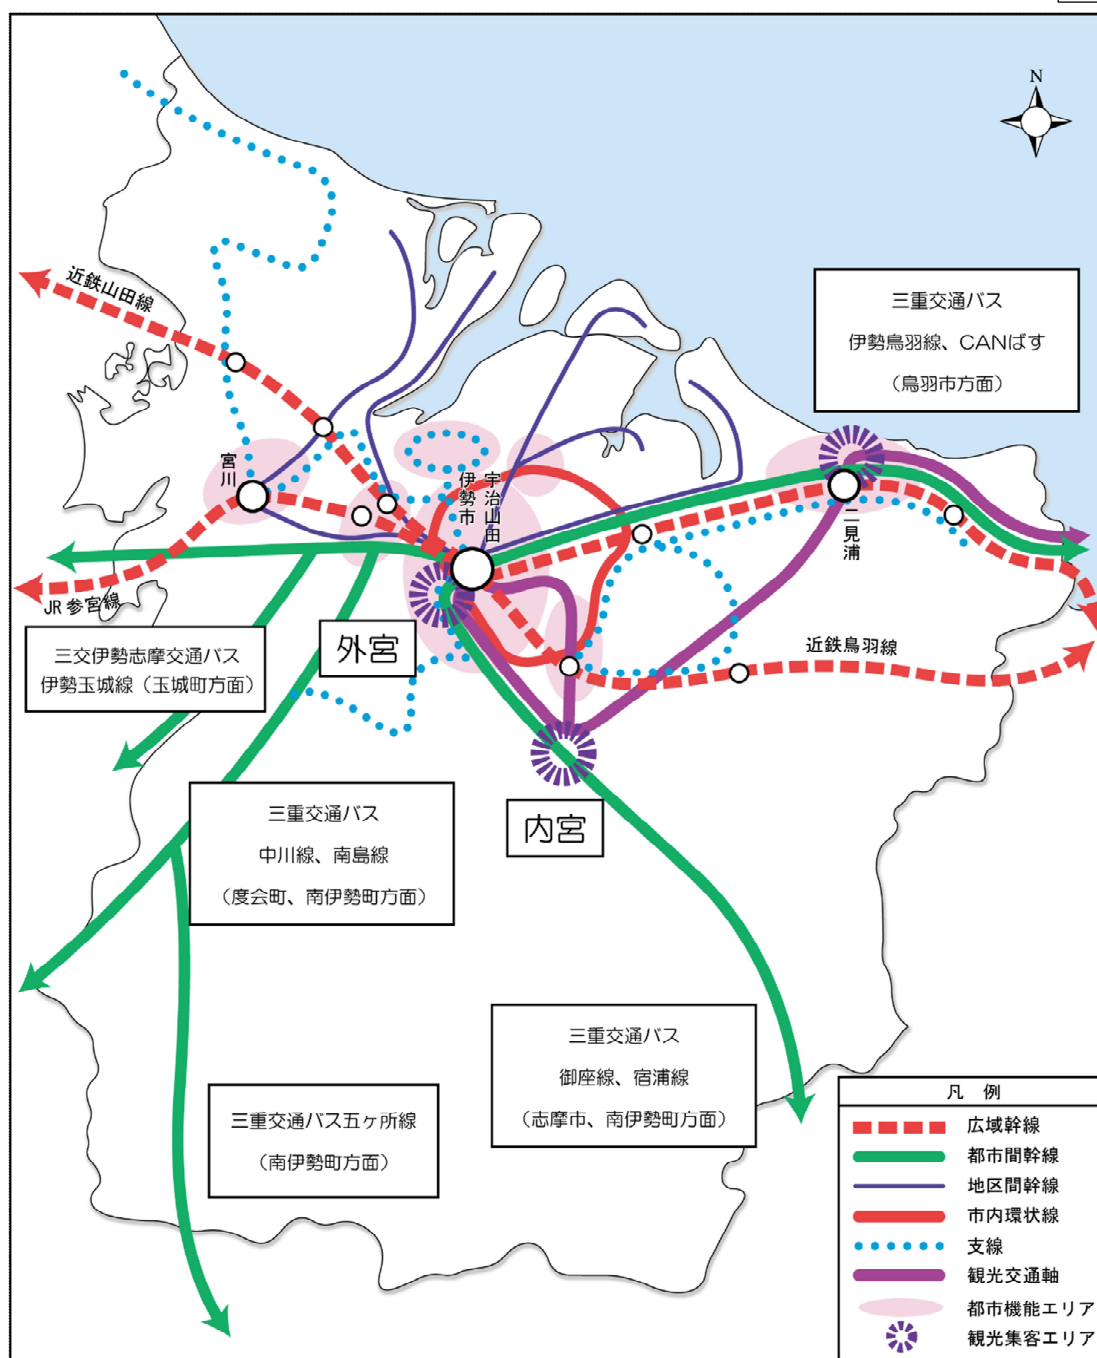 N
近鉄山田線
三重交通バス
伊勢鳥羽線、CANばす
（鳥羽市方面）
宮川
伊勢市
宇治山田
二見浦
JR参宮線
三交伊勢志摩交通バス
伊勢玉城線（玉城町方面）
外宮
近鉄鳥羽線
三重交通バス
中川線、南島線
（度会町、南伊勢町方面）
内宮
三重交通バス
御座線、宿浦線
（志摩市、南伊勢町方面）
三重交通バス五ヶ所線
（南伊勢町方面）
凡 例
広域幹線
都市間幹線
地区間幹線
市内環状線
支線
観光交通軸
都市機能エリア
観光集客エリア